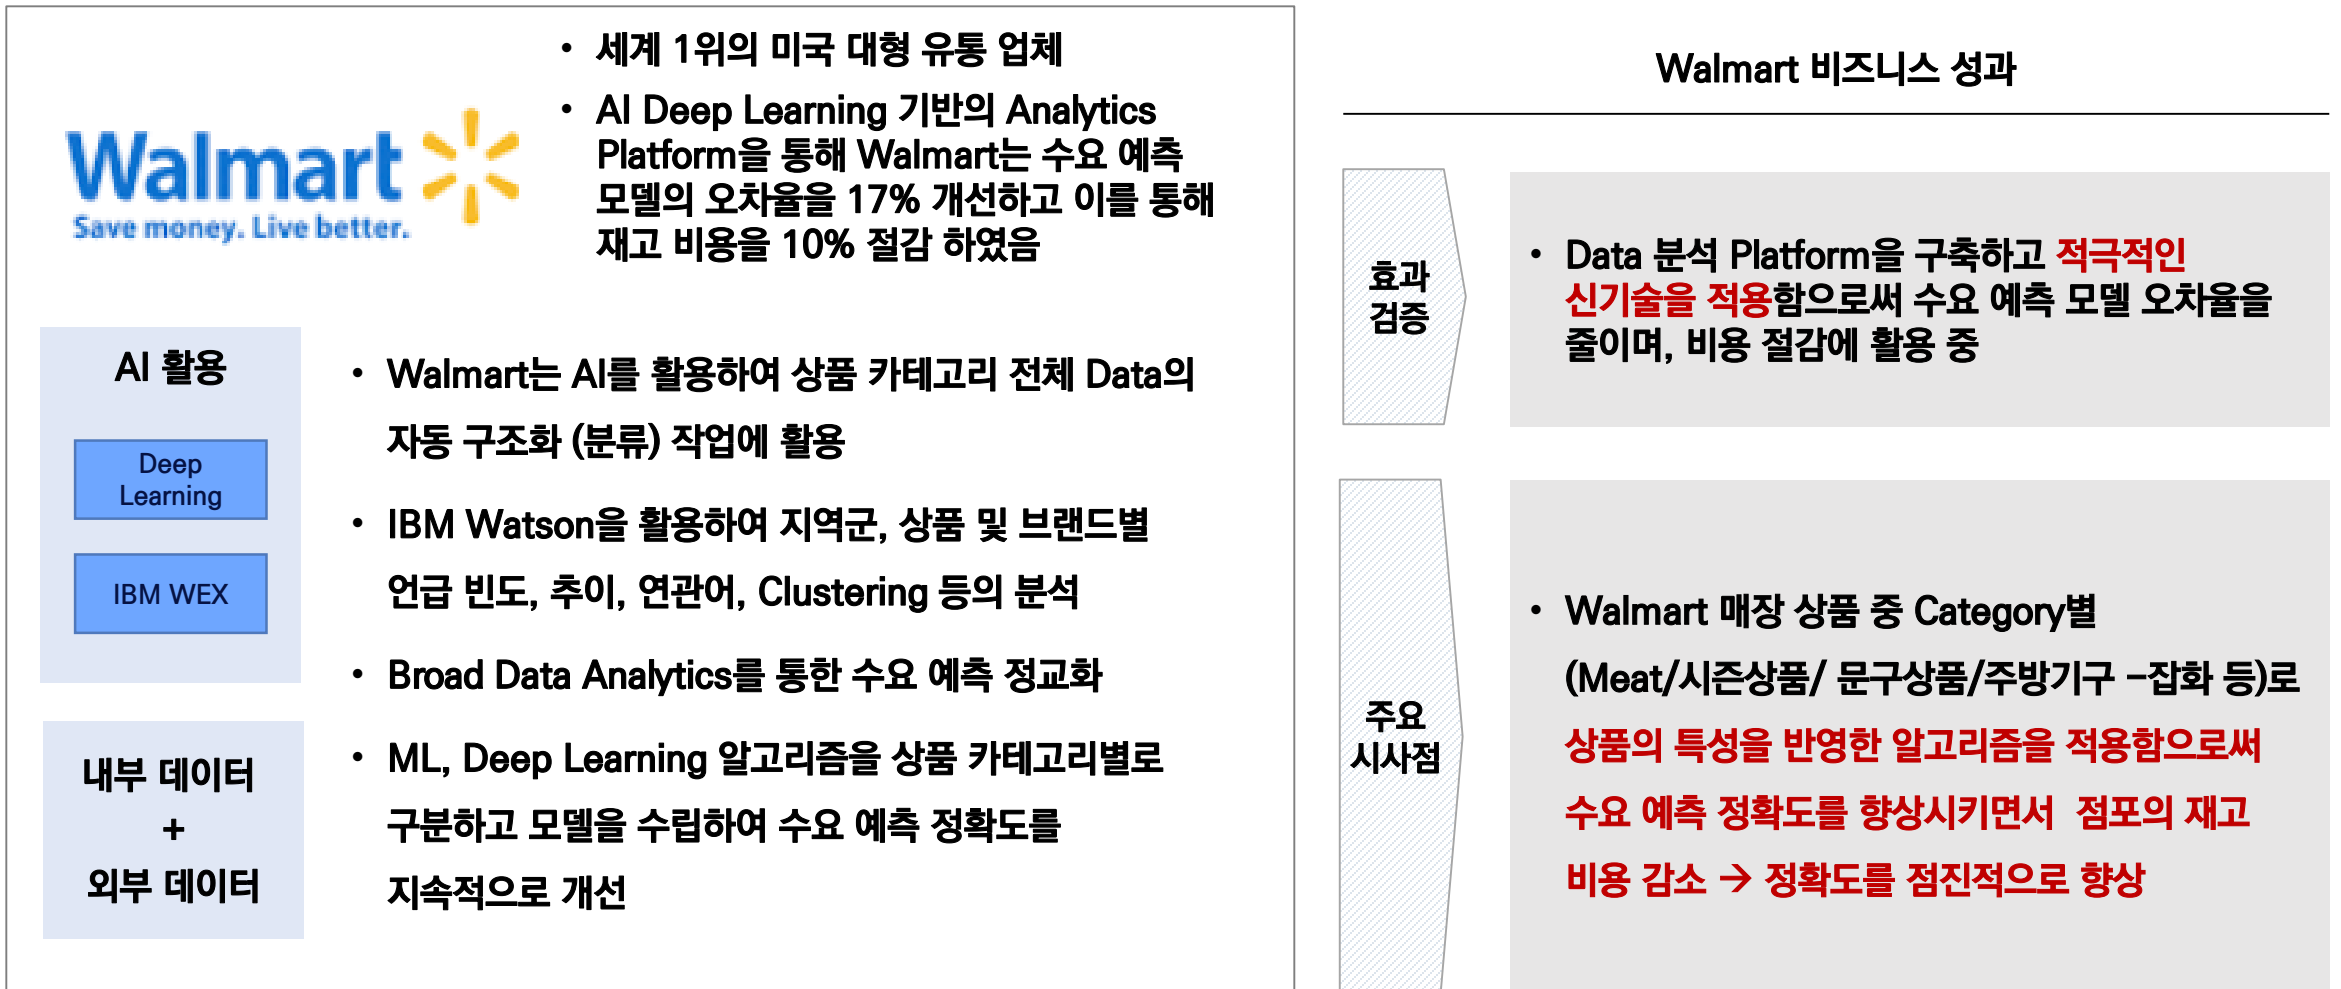 • 세계 1위의 미국 대형 유통 업체
• AI Deep Learning 기반의 Analytics
Platform을 통해 Walmart는 수요 예측
모델의 오차율을 17% 개선하고 이를 통해
재고 비용을 10% 절감 하였음
Walmart
Save money. Live better.
AI 활용
Deep
Learning
IBM WEX
내부 데이터
+
외부 데이터
• Walmart는 AI를 활용하여 상품 카테고리 전체 Data의
자동 구조화 (분류) 작업에 활용
• IBM Watson을 활용하여 지역군, 상품 및 브랜드별
언급 빈도, 추이, 연관어, Clustering 등의 분석
• Broad Data Analytics를 통한 수요 예측 정교화
• ML, Deep Learning 알고리즘을 상품 카테고리별로
구분하고 모델을 수립하여 수요 예측 정확도를
지속적으로 개선
Walmart 비즈니스 성과
효과
검증
• Data 분석 Platform을 구축하고 적극적인
신기술을 적용함으로써 수요 예측 모델 오차율을
줄이며, 비용 절감에 활용 중
주요
시사점
• Walmart 매장 상품 중 Category별
(Meat/시즌상품/ 문구상품/주방기구 –잡화 등)로
상품의 특성을 반영한 알고리즘을 적용함으로써
수요 예측 정확도를 향상시키면서 점포의 재고
비용 감소 → 정확도를 점진적으로 향상